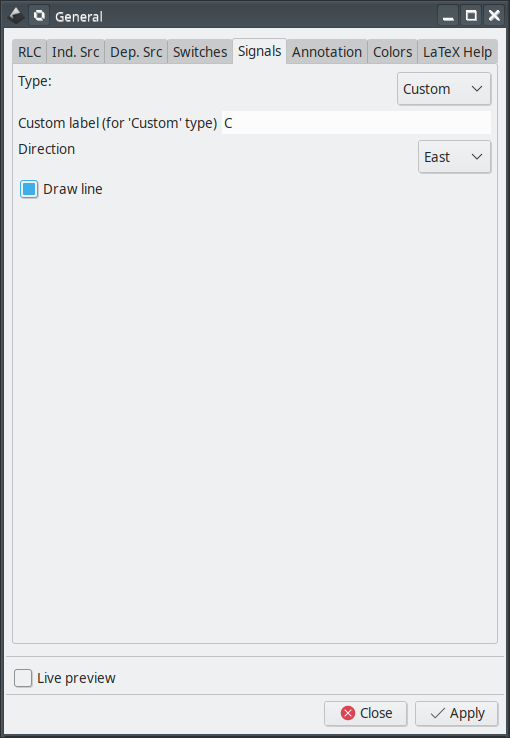 General
RLC Ind. Src Dep. Src Switches Signals Annotation Colors LaTeX Help
Type: Custom
Custom label (for 'Custom' type) C
Direction East
Draw line
Live preview
Close Apply